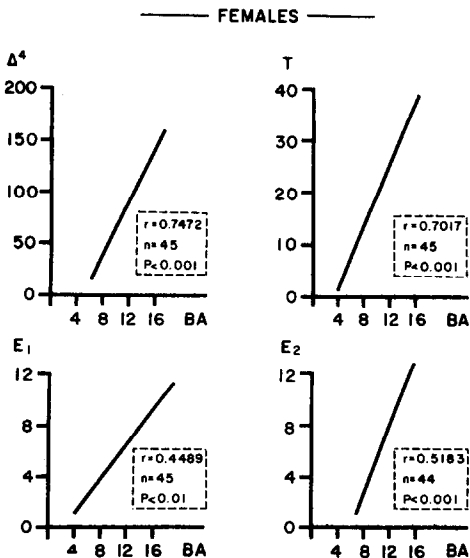 FEMALES
Δ⁴
200
150
100
50
0
4 8 12 16 BA
r=0.7472
n=45
P<0.001
T
40
30
20
10
0
4 8 12 16 BA
r=0.7017
n=45
P<0.001
E₁
12
8
4
0
4 8 12 16 BA
r=0.4489
n=45
P<0.01
E₂
12
8
4
0
4 8 12 16 BA
r=0.5183
n=44
P<0.001